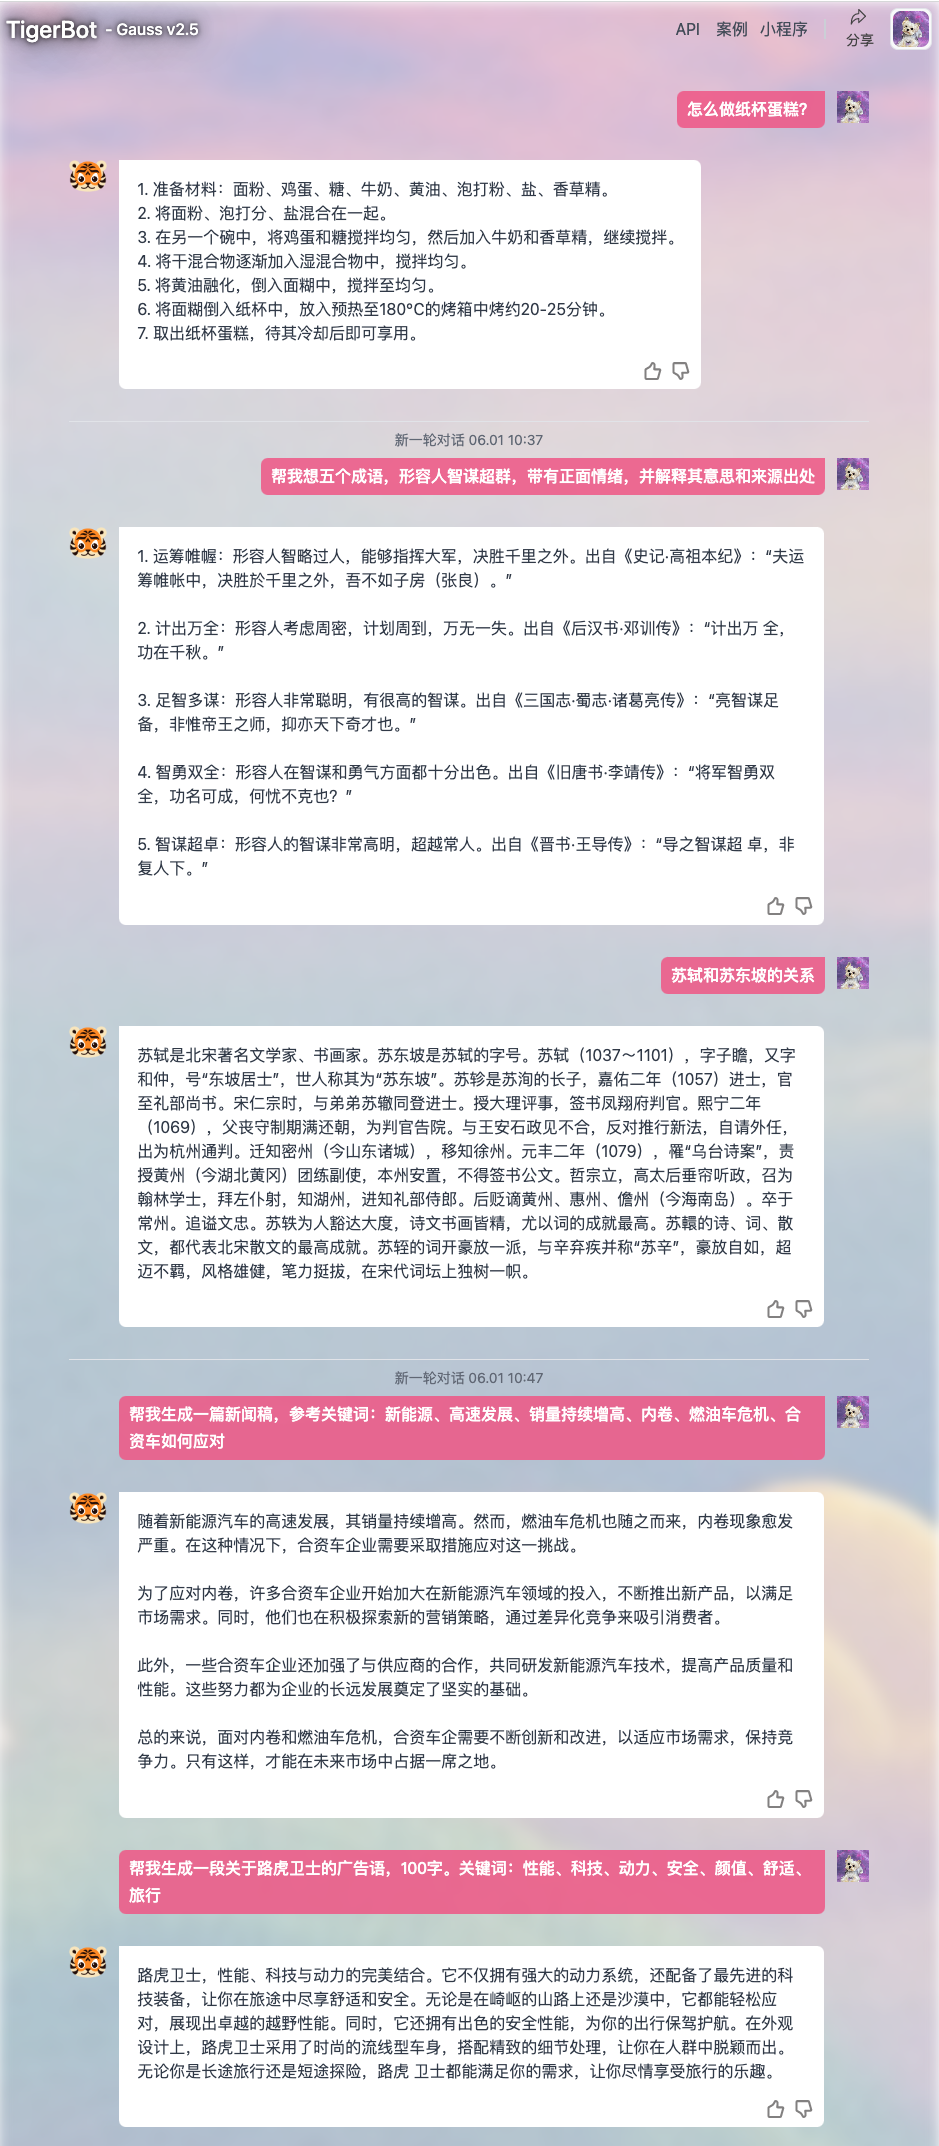 TigerBot - Gauss v2.5
API 案例 小程序 分享
怎么做纸杯蛋糕？
1. 准备材料：面粉、鸡蛋、糖、牛奶、黄油、泡打粉、盐、香草精。
2. 将面粉、泡打分、盐混合在一起。
3. 在另一个碗中，将鸡蛋和糖搅拌均匀，然后加入牛奶和香草精，继续搅拌。
4. 将干混合物逐渐加入湿混合物中，搅拌均匀。
5. 将黄油融化，倒入面糊中，搅拌至均匀。
6. 将面糊倒入纸杯中，放入预热至180°C的烤箱中烤约20-25分钟。
7. 取出纸杯蛋糕，待其冷却后即可享用。
新一轮对话 06.01 10:37
帮我想五个成语，形容人智谋超群，带有正面情绪，并解释其意思和来源出处
1. 运筹帷幄：形容人智略过人，能够指挥大军，决胜千里之外。出自《史记·高祖本纪》：“夫运
筹帷帐中，决胜於千里之外，吾不如子房（张良）。”
2. 计出万全：形容人考虑周密，计划周到，万无一失。出自《后汉书·邓训传》：“计出万 全，
功在千秋。”
3. 足智多谋：形容人非常聪明，有很高的智谋。出自《三国志·蜀志·诸葛亮传》：“亮智谋足
备，非惟帝王之师，抑亦天下奇才也。”
4. 智勇双全：形容人在智谋和勇气方面都十分出色。出自《旧唐书·李靖传》：“将军智勇双
全，功名可成，何忧不克也？”
5. 智谋超卓：形容人的智谋非常高明，超越常人。出自《晋书·王导传》：“导之智谋超 卓，非
复人下。”
苏轼和苏东坡的关系
苏轼是北宋著名文学家、书画家。苏东坡是苏轼的字号。苏轼（1037～1101），字子瞻，又字
和仲，号“东坡居士”，世人称其为“苏东坡”。苏轸是苏洵的长子，嘉佑二年（1057）进士，官
至礼部尚书。宋仁宗时，与弟弟苏辙同登进士。授大理评事，签书凤翔府判官。熙宁二年
（1069），父丧守制期满还朝，为判官告院。与王安石政见不合，反对推行新法，自请外任，
出为杭州通判。迁知密州（今山东诸城），移知徐州。元丰二年（1079），罹“乌台诗案”，责
授黄州（今湖北黄冈）团练副使，本州安置，不得签书公文。哲宗立，高太后垂帘听政，召为
翰林学士，拜左仆射，知湖州，进知礼部侍郎。后贬谪黄州、惠州、儋州（今海南岛）。卒于
常州。追谥文忠。苏轶为人豁达大度，诗文书画皆精，尤以词的成就最高。苏轘的诗、词、散
文，都代表北宋散文的最高成就。苏轾的词开豪放一派，与辛弃疾并称“苏辛”，豪放自如，超
迈不羁，风格雄健，笔力挺拔，在宋代词坛上独树一帜。
新一轮对话 06.01 10:47
帮我生成一篇新闻稿，参考关键词：新能源、高速发展、销量持续增高、内卷、燃油车危机、合
资车如何应对
随着新能源汽车的高速发展，其销量持续增高。然而，燃油车危机也随之而来，内卷现象愈发
严重。在这种情况下，合资车企业需要采取措施应对这一挑战。
为了应对内卷，许多合资车企业开始加大在新能源汽车领域的投入，不断推出新产品，以满足
市场需求。同时，他们也在积极探索新的营销策略，通过差异化竞争来吸引消费者。
此外，一些合资车企业还加强了与供应商的合作，共同研发新能源汽车技术，提高产品质量和
性能。这些努力都为企业的长远发展奠定了坚实的基础。
总的来说，面对内卷和燃油车危机，合资车企需要不断创新和改进，以适应市场需求，保持竞
争力。只有这样，才能在未来市场中占据一席之地。
帮我生成一段关于路虎卫士的广告语，100字。关键词：性能、科技、动力、安全、颜值、舒适、
旅行
路虎卫士，性能、科技与动力的完美结合。它不仅拥有强大的动力系统，还配备了最先进的科
技装备，让你在旅途中尽享舒适和安全。无论是在崎岖的山路上还是沙漠中，它都能轻松应
对，展现出卓越的越野性能。同时，它还拥有出色的安全性能，为你的出行保驾护航。在外观
设计上，路虎卫士采用了时尚的流线型车身，搭配精致的细节处理，让你在人群中脱颖而出。
无论你是长途旅行还是短途探险，路虎 卫士都能满足你的需求，让你尽情享受旅行的乐趣。